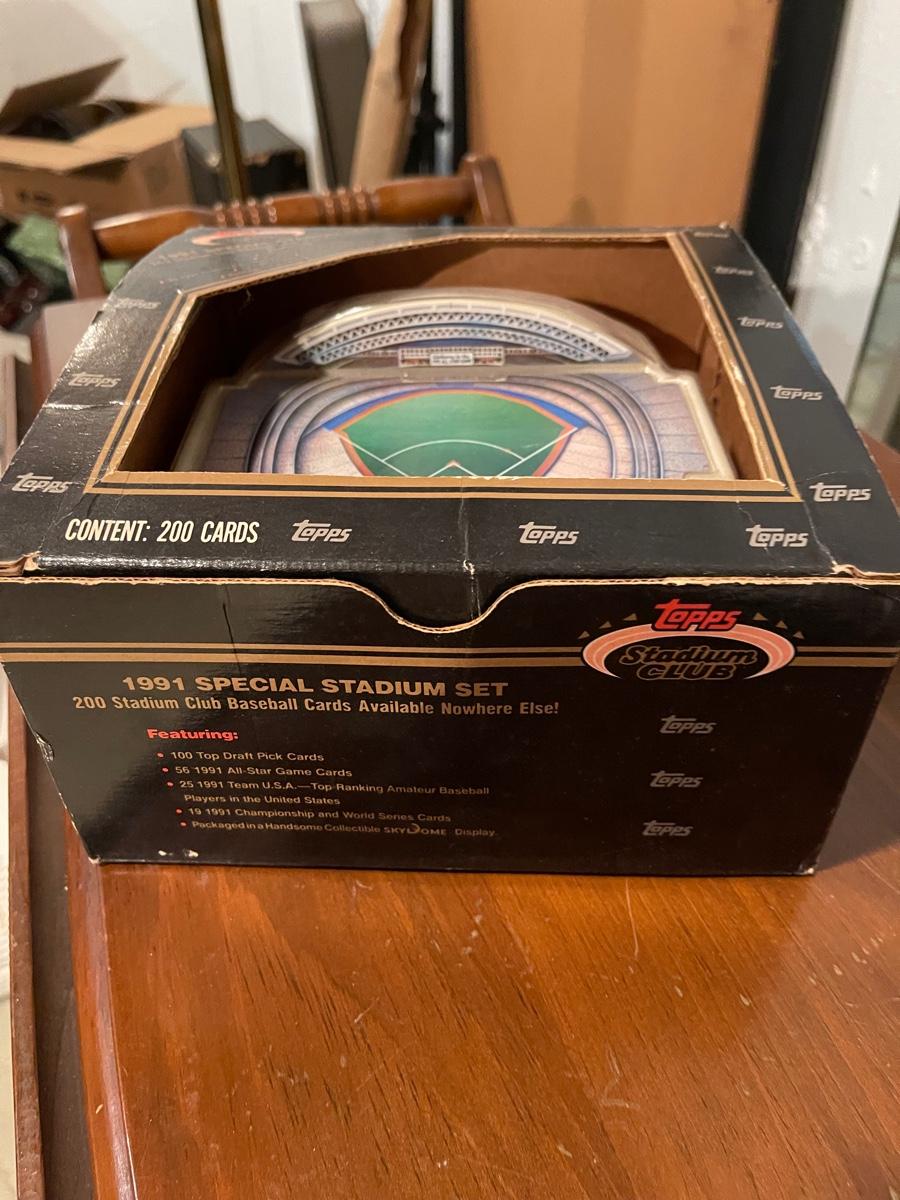 Topps
Topps
Topps
Topps
Topps
Topps
Topps
CONTENT: 200 CARDS
Topps
Topps
Topps
Topps
Stadium
CLUB
1991 SPECIAL STADIUM SET
200 Stadium Club Baseball Cards Available Nowhere Else!
Topps
Featuring:
• 100 Top Draft Pick Cards
• 56 1991 All-Star Game Cards
Topps
• 25 1991 Team U.S.A.—Top Ranking Amateur Baseball
Players in the United States
• 19 1991 Championship and World Series Cards
• Packaged in a Handsome Collectible SKYDOME Display.
Topps